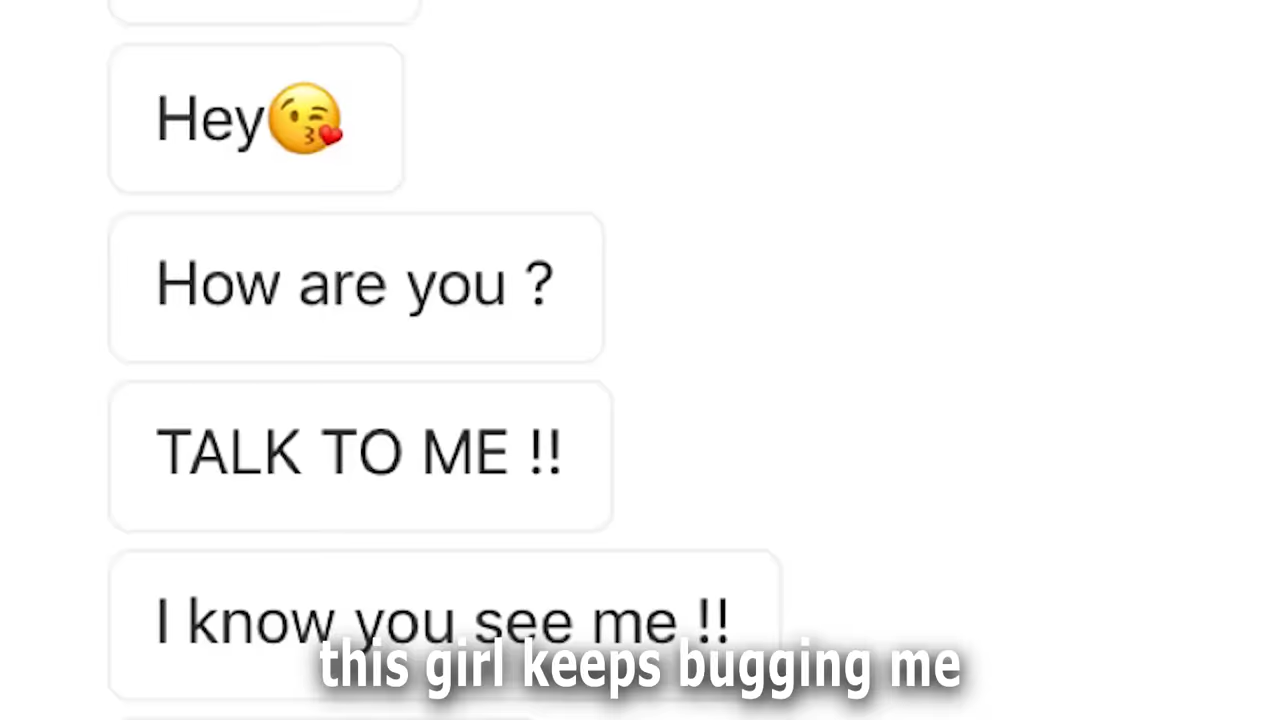 Hey😘
How are you ?
TALK TO ME !!
I know you see me !!
this girl keeps bugging me